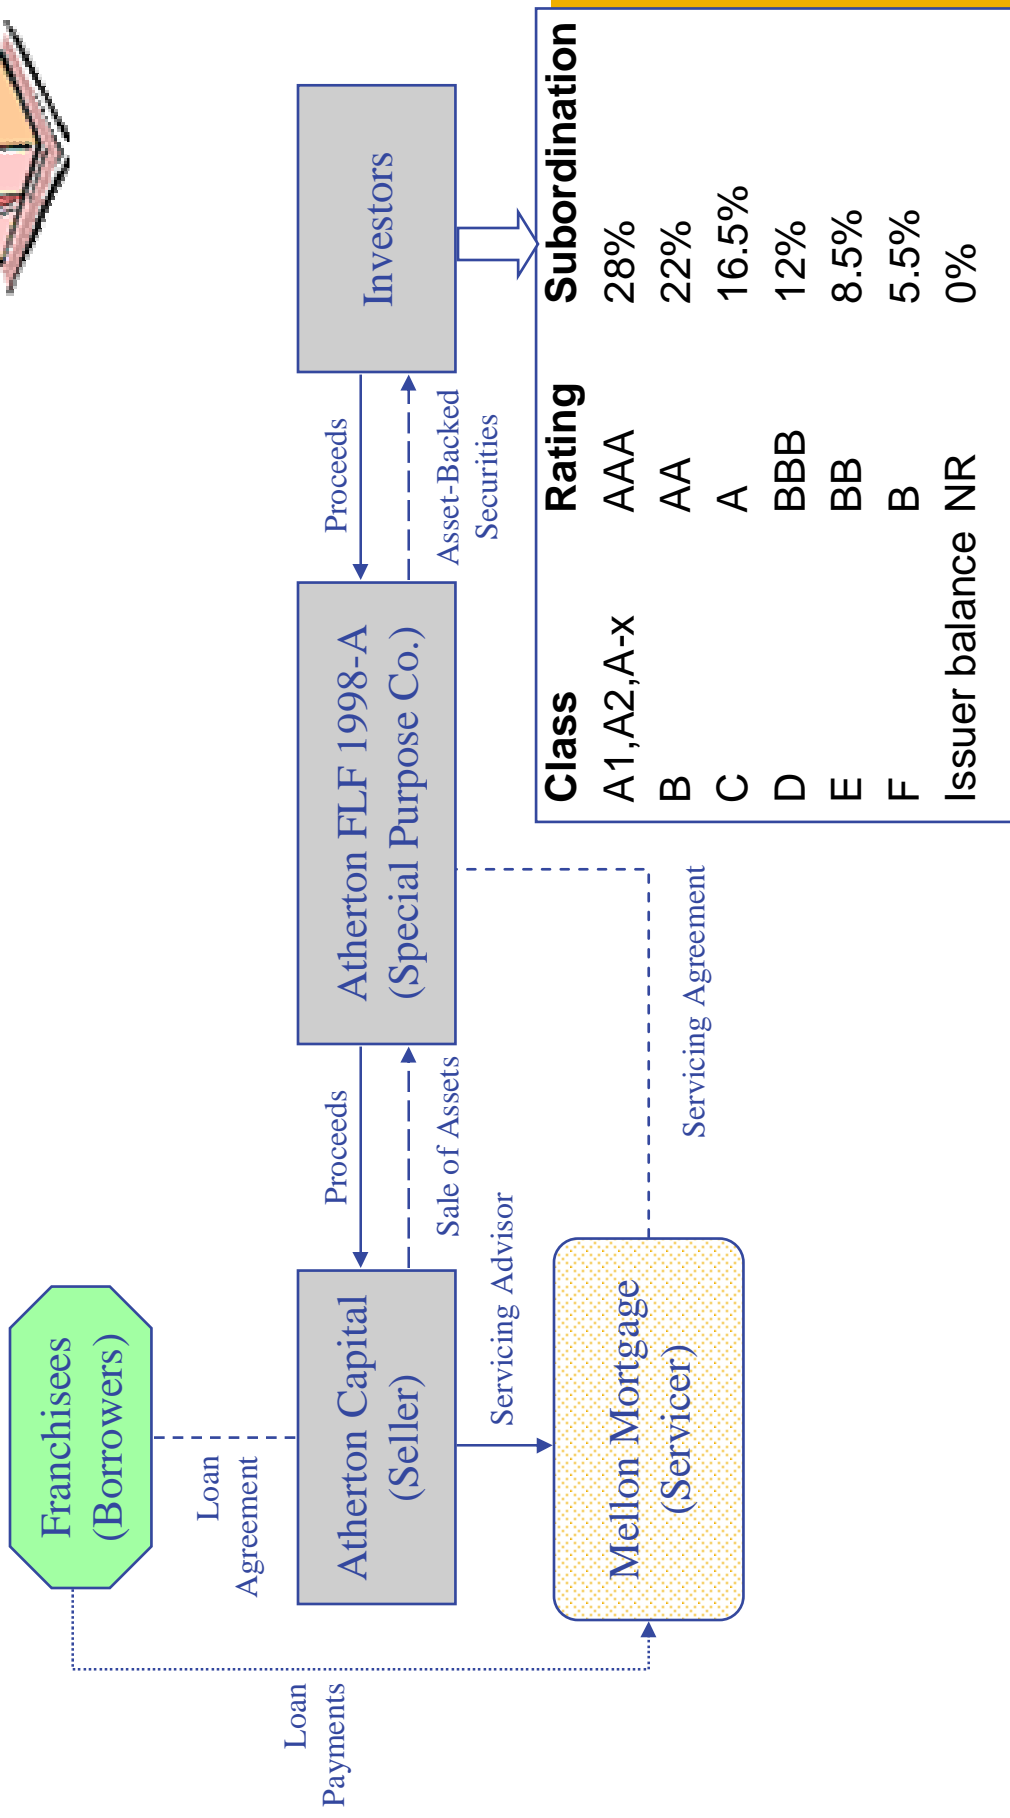 Franchisees
(Borrowers)
Loan
Agreement
Loan
Payments
Atherton Capital
(Seller)
Proceeds
Sale of Assets
Atherton FLF 1998-A
(Special Purpose Co.)
Proceeds
Asset-Backed
Securities
Investors
Servicing Advisor
Mellon Mortgage
(Servicer)
Servicing Agreement
Class Rating Subordination
A1,A2,A-x AAA 28%
B AA 22%
C A 16.5%
D BBB 12%
E BB 8.5%
F B 5.5%
Issuer balance NR 0%